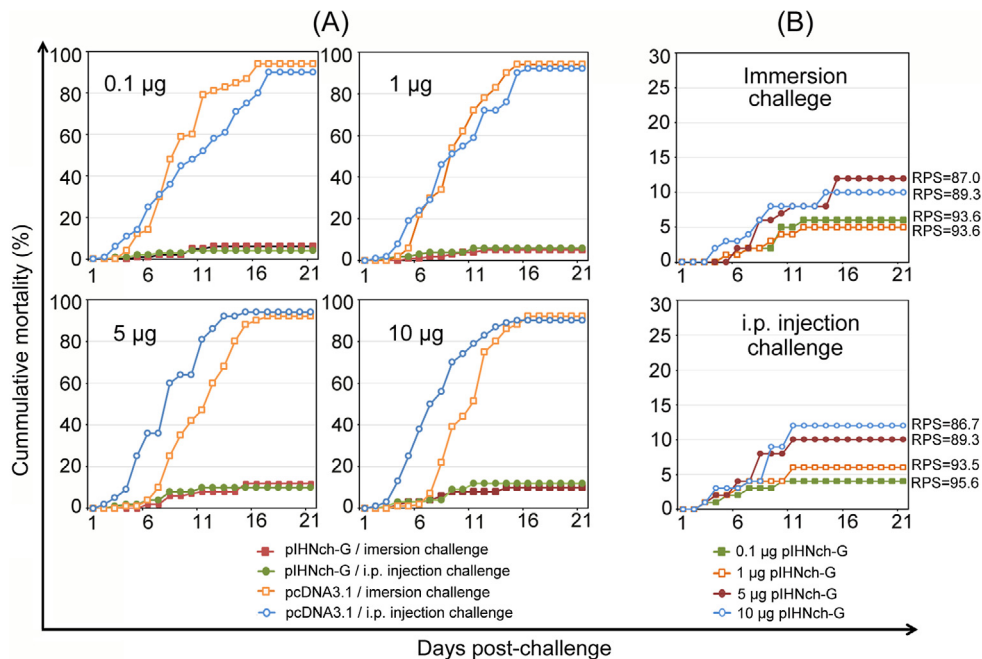 (A)
(B)
Cummulative mortality (%)
100
80
60
40
20
0
0.1 µg
1 6 11 16 21
100
80
60
40
20
0
1 µg
1 6 11 16 21
100
80
60
40
20
0
5 µg
1 6 11 16 21
100
80
60
40
20
0
10 µg
1 6 11 16 21
pIHNch-G / imersion challenge
pIHNch-G / i.p. injection challenge
pcDNA3.1 / imersion challenge
pcDNA3.1 / i.p. injection challenge
30
25
20
15
10
5
0
Immersion
challege
RPS=87.0
RPS=89.3
RPS=93.6
RPS=93.6
1 6 11 16 21
30
25
20
15
10
5
0
i.p. injection
challenge
RPS=86.7
RPS=89.3
RPS=93.5
RPS=95.6
1 6 11 16 21
0.1 µg pIHNch-G
1 µg pIHNch-G
5 µg pIHNch-G
10 µg pIHNch-G
Days post-challenge